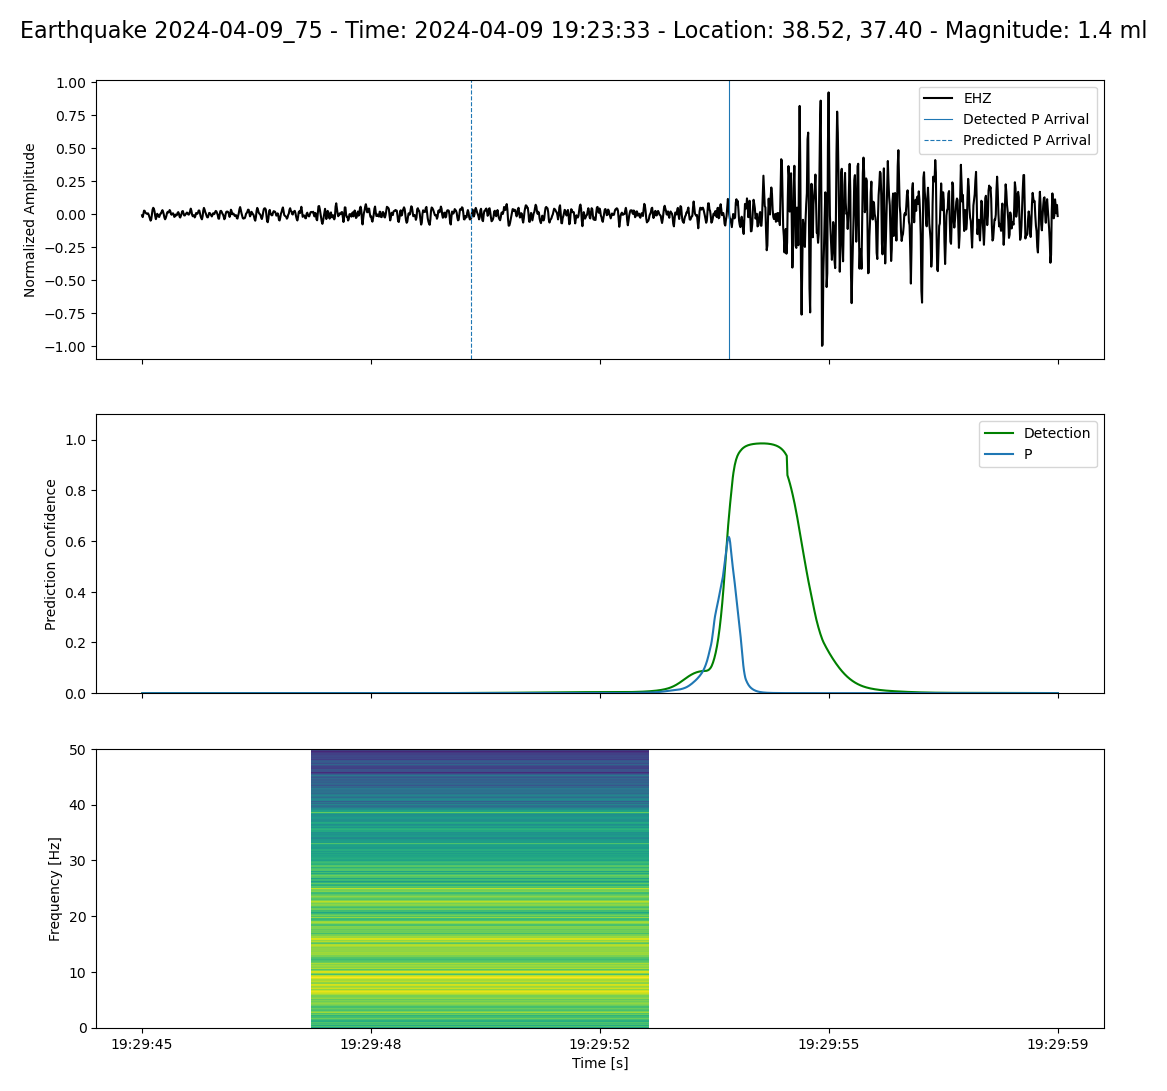 Earthquake 2024-04-09_75 - Time: 2024-04-09 19:23:33 - Location: 38.52, 37.40 - Magnitude: 1.4 ml
1.00
0.75
0.50
0.25
0.00
−0.25
−0.50
−0.75
−1.00
Normalized Amplitude
EHZ
Detected P Arrival
Predicted P Arrival
1.0
0.8
0.6
0.4
0.2
0.0
Prediction Confidence
Detection
P
50
40
30
20
10
0
Frequency [Hz]
19:29:45
19:29:48
19:29:52
19:29:55
19:29:59
Time [s]